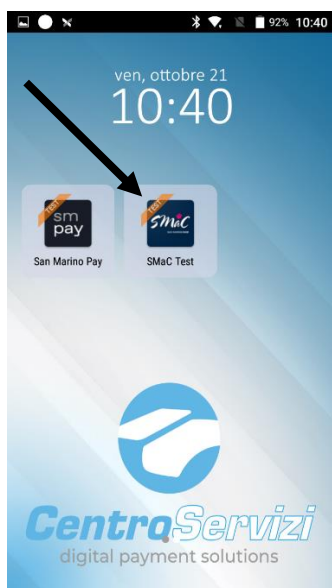 92% 10:40
ven, ottobre 21
10:40
TEST
sm
pay
San Marino Pay
TEST
SMaC
SMaC Test
CentroServizi
digital payment solutions